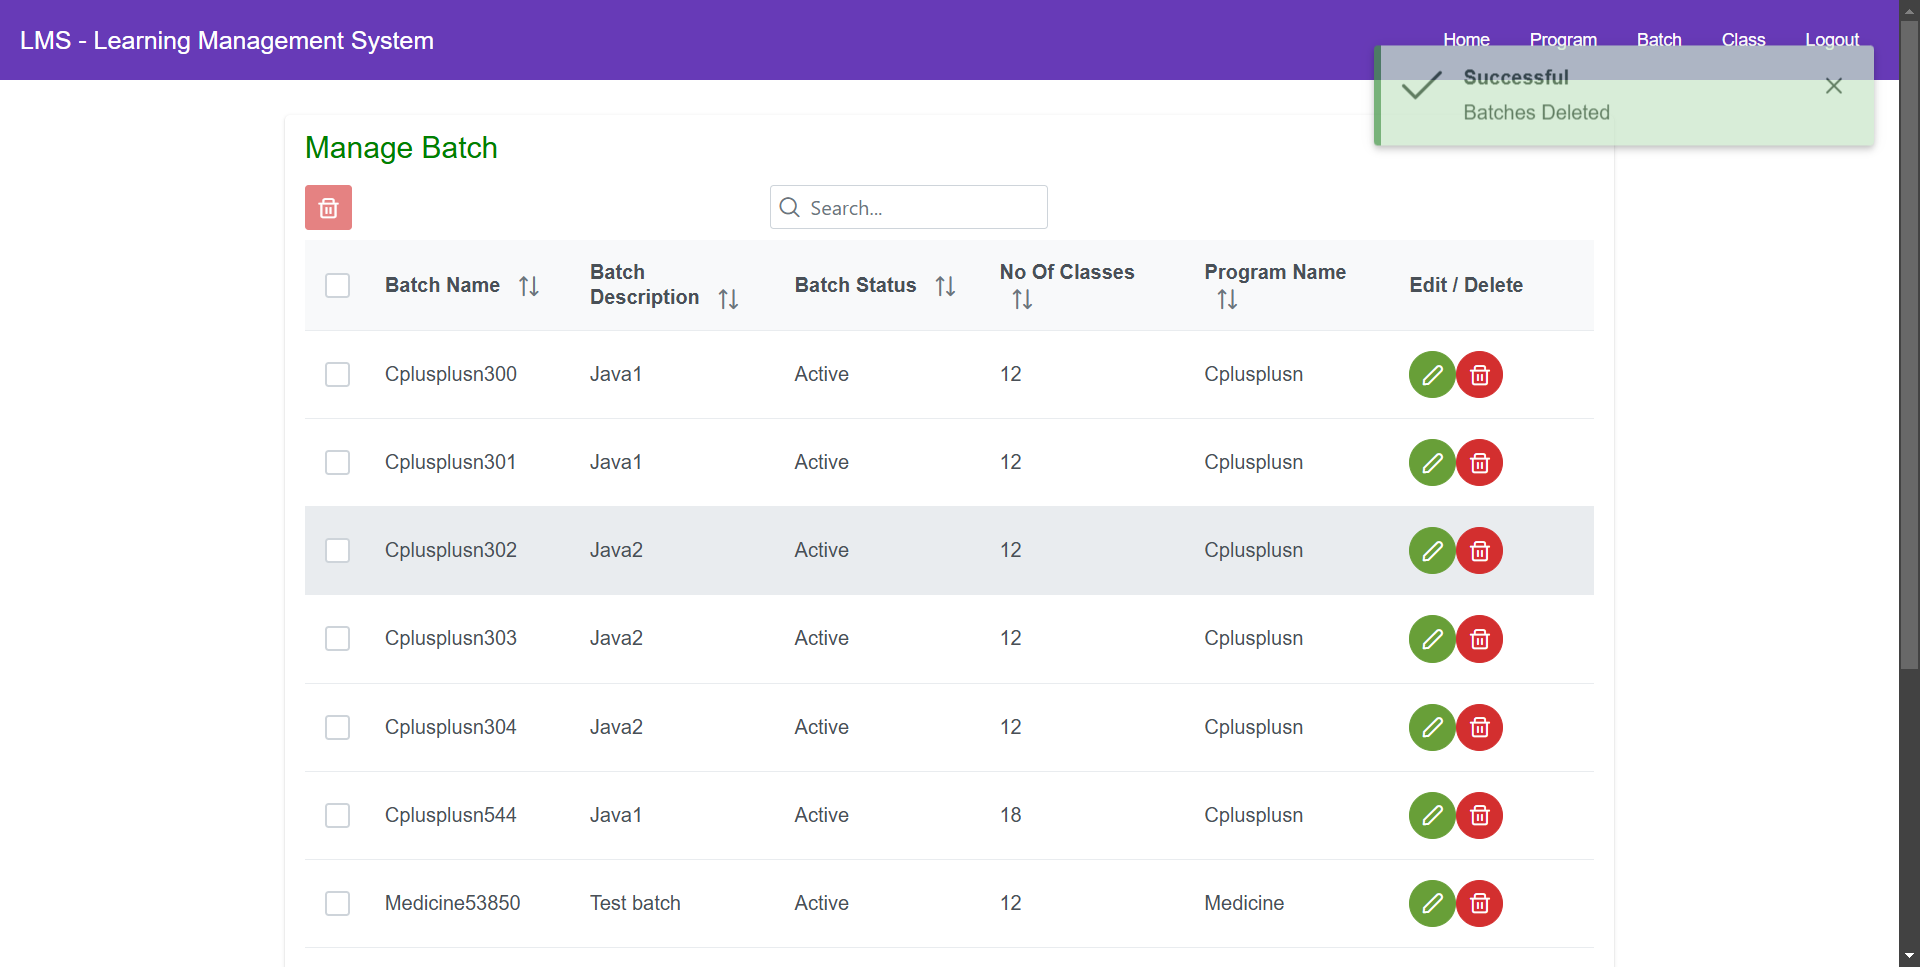 LMS - Learning Management System
Home Program Batch Class Logout
Successful
Batches Deleted
Manage Batch
Search...
Batch Name Batch Description Batch Status No Of Classes Program Name Edit / Delete
Cplusplusn300 Java1 Active 12 Cplusplusn
Cplusplusn301 Java1 Active 12 Cplusplusn
Cplusplusn302 Java2 Active 12 Cplusplusn
Cplusplusn303 Java2 Active 12 Cplusplusn
Cplusplusn304 Java2 Active 12 Cplusplusn
Cplusplusn544 Java1 Active 18 Cplusplusn
Medicine53850 Test batch Active 12 Medicine